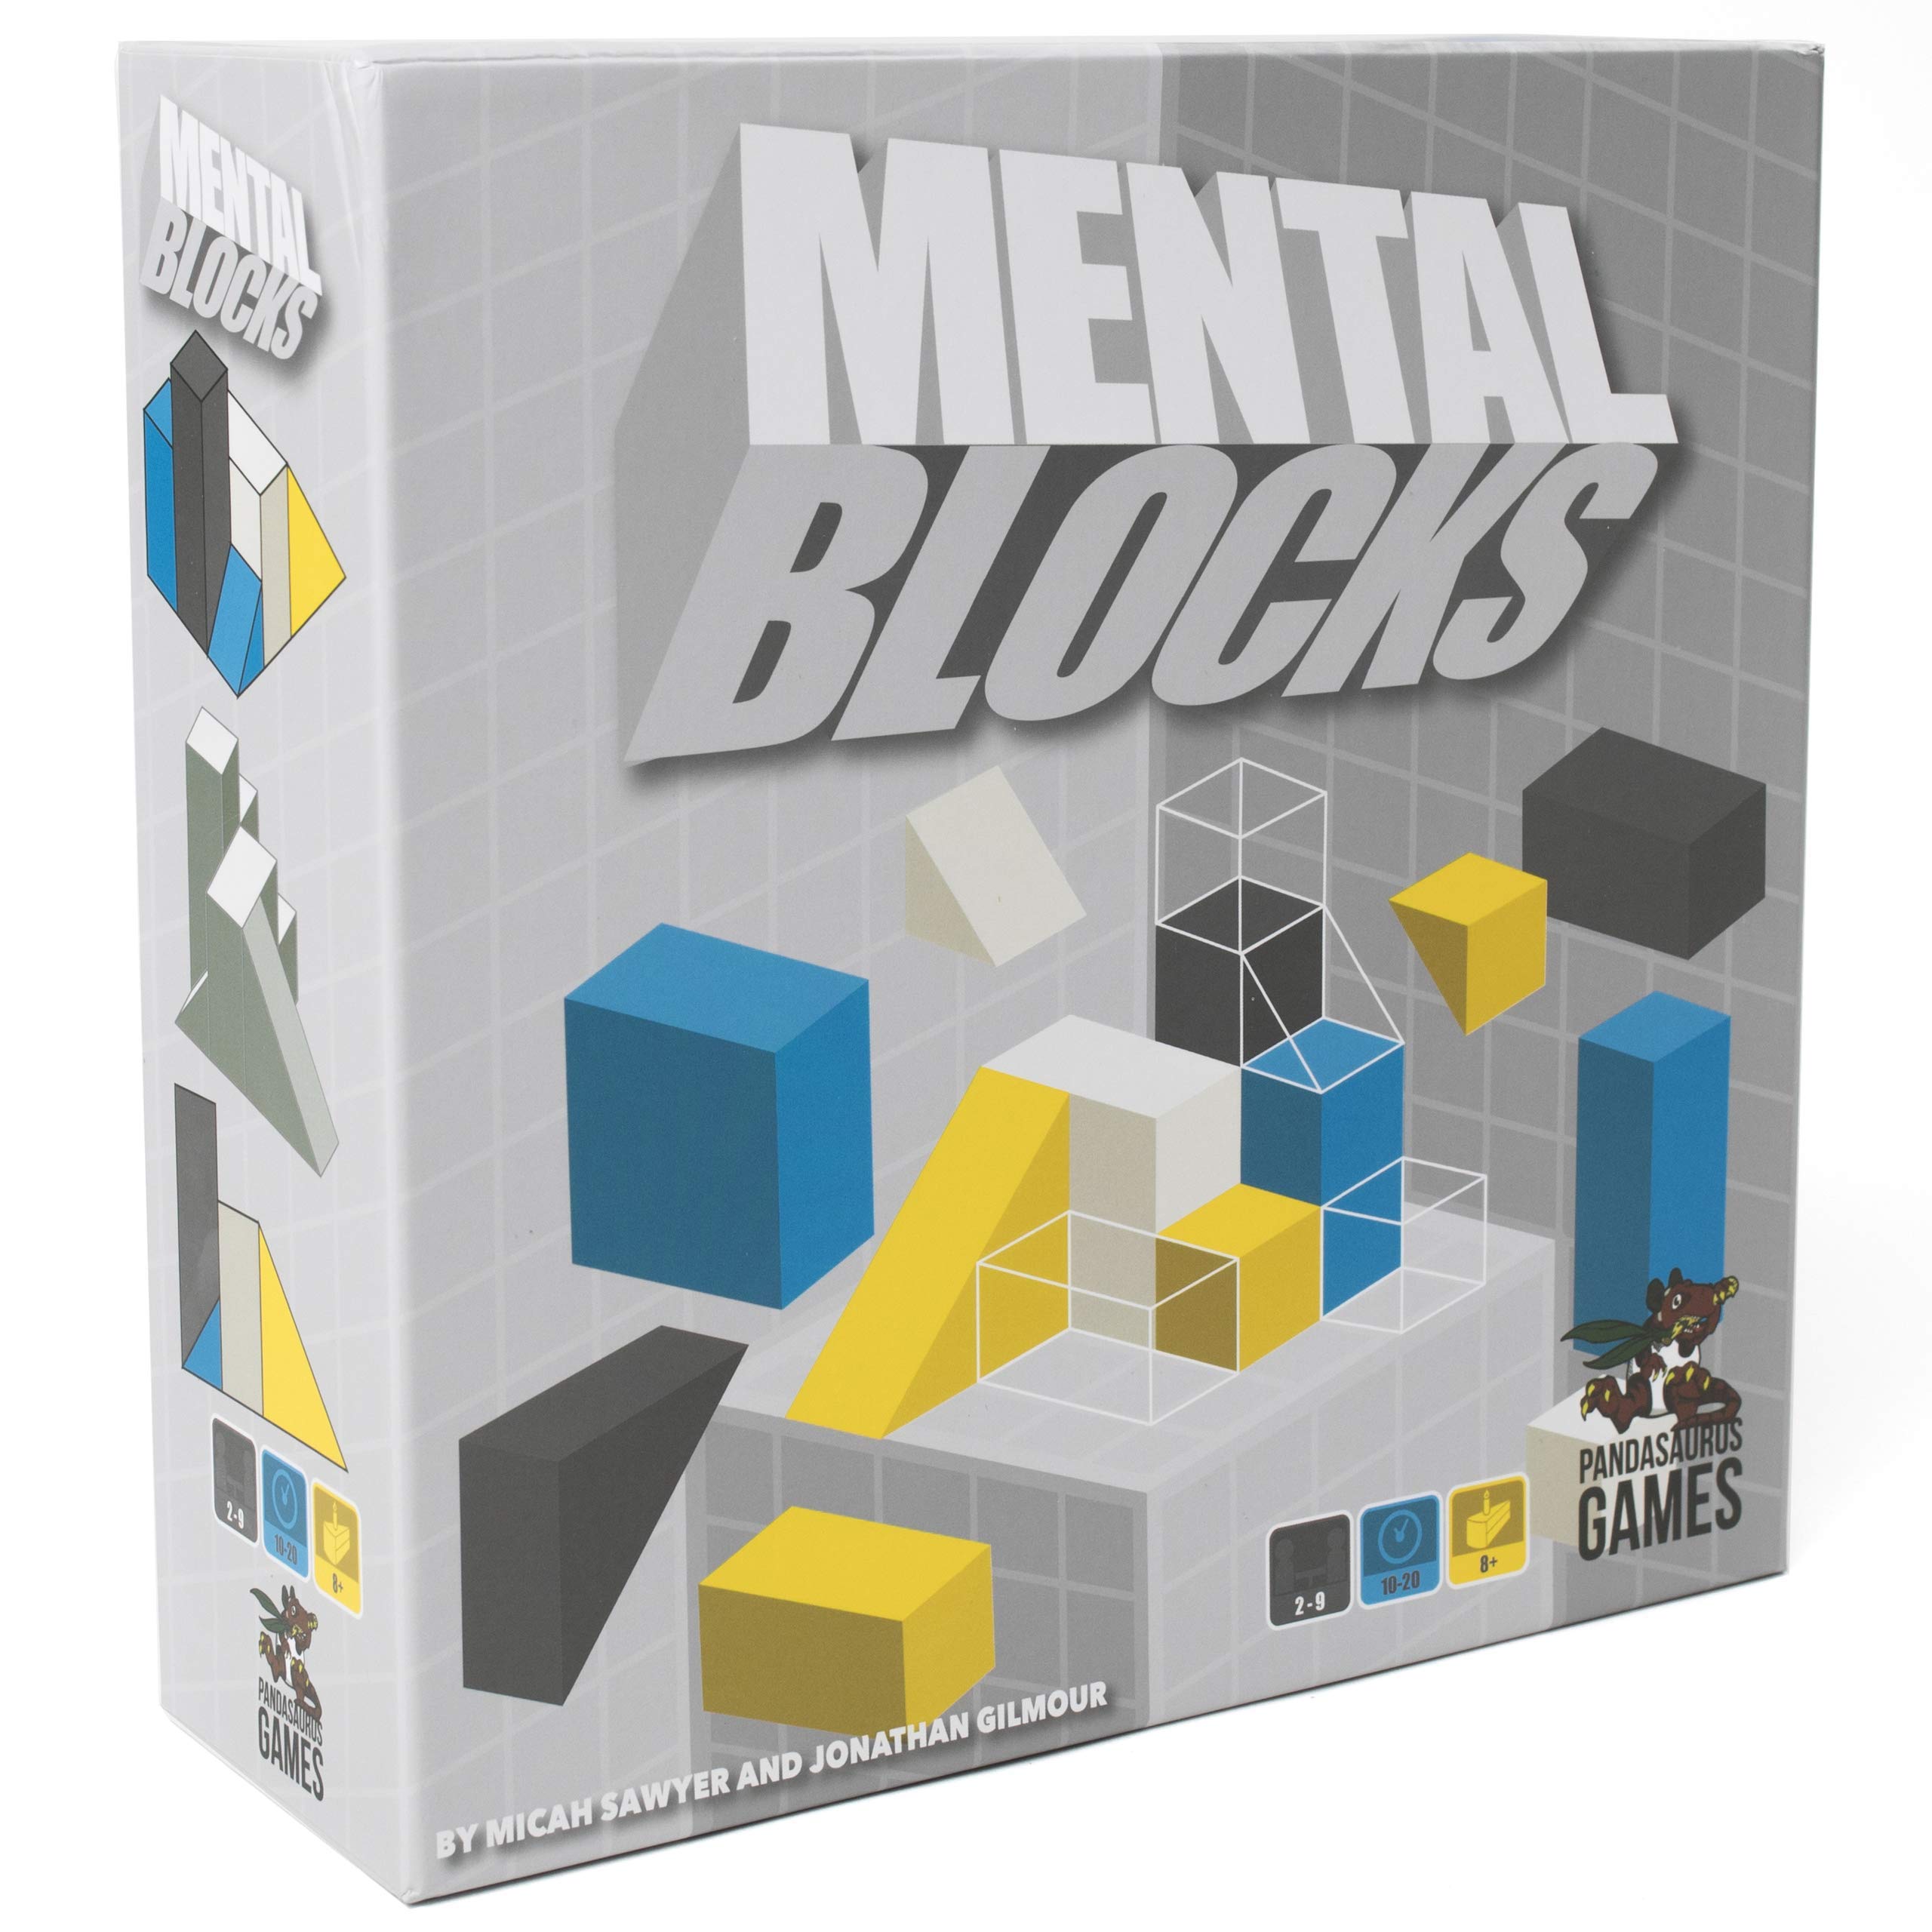 MENTAL
BLOCKS
2-9
10-20
8+
PANDASAURUS
GAMES
MENTAL
BLOCKS
2-9
10-20
8+
PANDASAURUS
GAMES
BY MICAH SAWYER AND JONATHAN GILMOUR